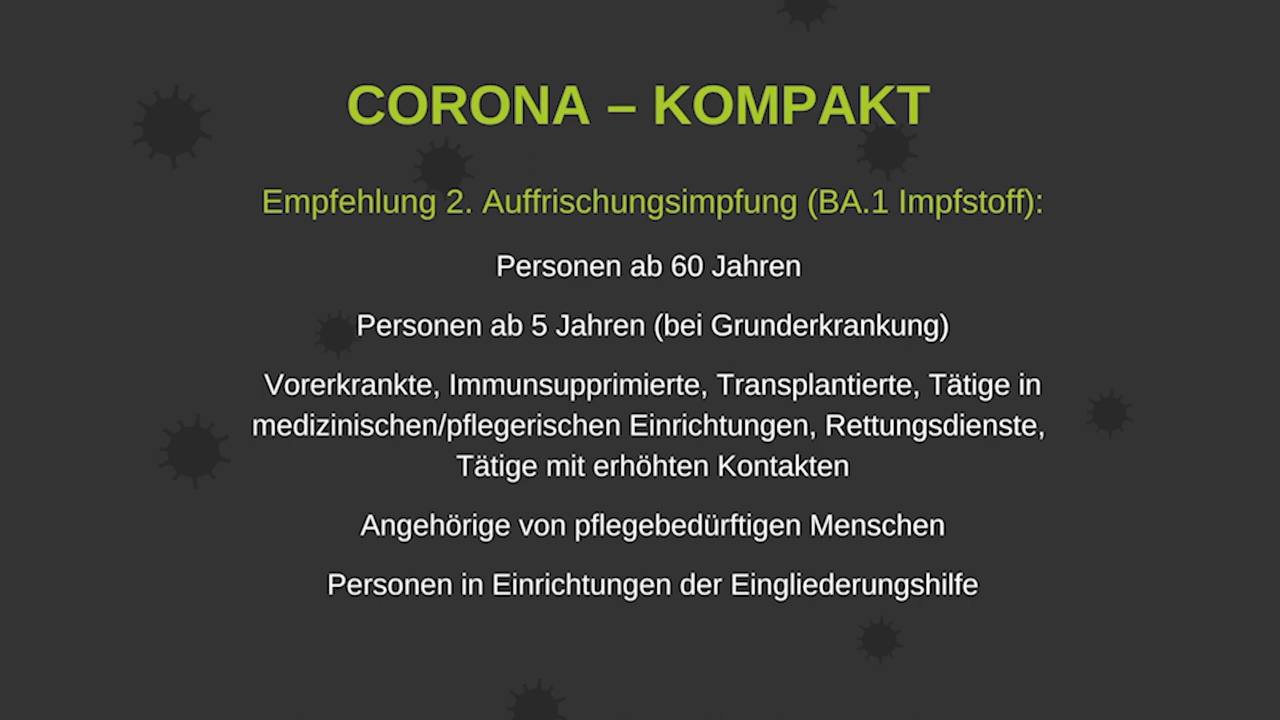 CORONA – KOMPAKT
Empfehlung 2. Auffrischungsimpfung (BA.1 Impfstoff):
Personen ab 60 Jahren
Personen ab 5 Jahren (bei Grunderkrankung)
Vorerkrankte, Immunsupprimierte, Transplantierte, Tätige in
medizinischen/pflegerischen Einrichtungen, Rettungsdienste,
Tätige mit erhöhten Kontakten
Angehörige von pflegebedürftigen Menschen
Personen in Einrichtungen der Eingliederungshilfe